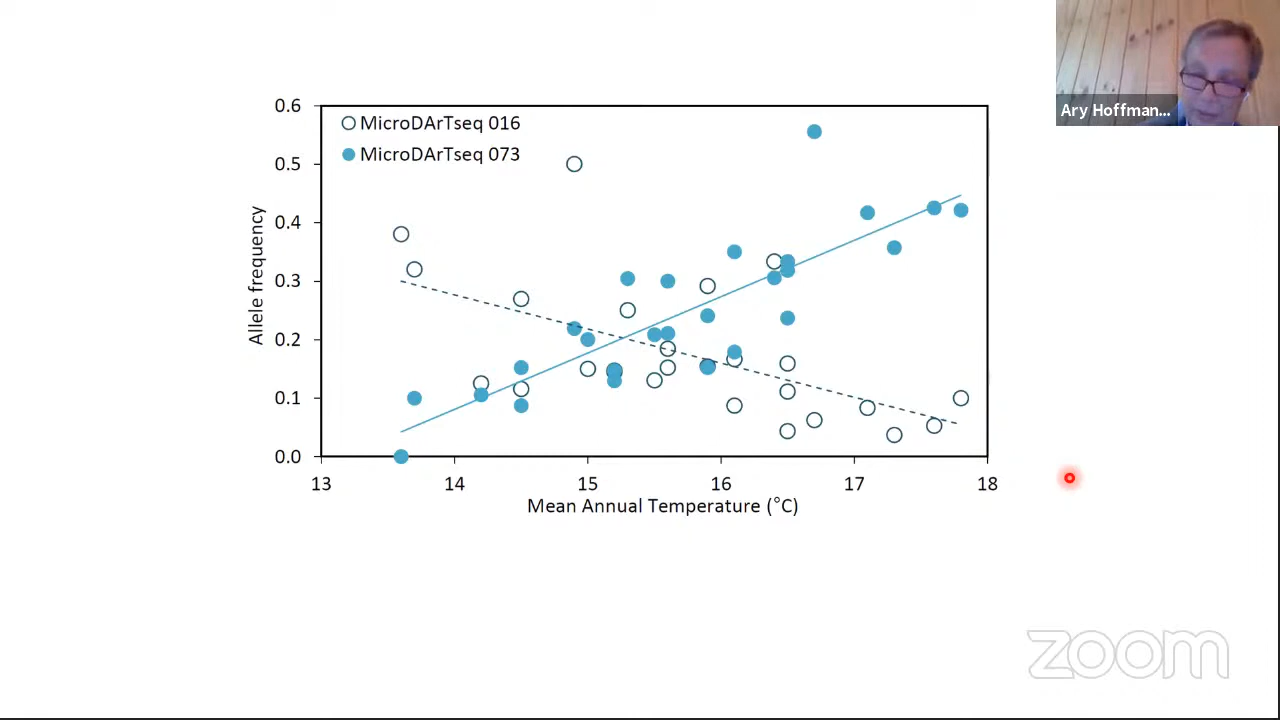 Ary Hoffman...
0.6
MicroDArTseq 016
MicroDArTseq 073
0.5
0.4
0.3
0.2
0.1
0.0
Allele frequency
13 14 15 16 17 18
Mean Annual Temperature (°C)
zoom